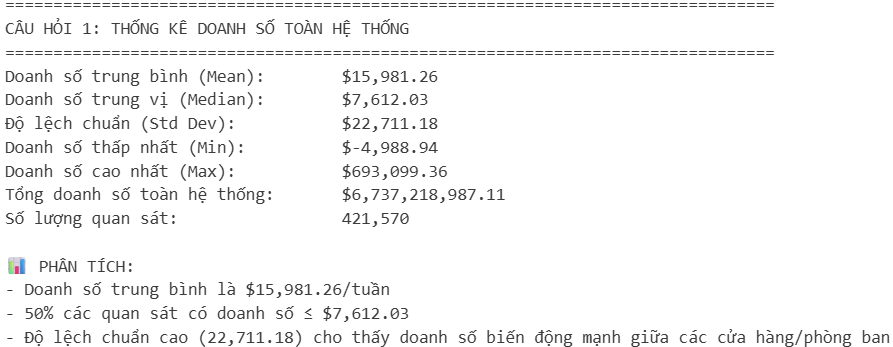 ================================================================================
CÂU HỎI 1: THỐNG KÊ DOANH SỐ TOÀN HỆ THỐNG
================================================================================
Doanh số trung bình (Mean): $15,981.26
Doanh số trung vị (Median): $7,612.03
Độ lệch chuẩn (Std Dev): $22,711.18
Doanh số thấp nhất (Min): $-4,988.94
Doanh số cao nhất (Max): $693,099.36
Tổng doanh số toàn hệ thống: $6,737,218,987.11
Số lượng quan sát: 421,570
📊 PHÂN TÍCH:
- Doanh số trung bình là $15,981.26/tuần
- 50% các quan sát có doanh số ≤ $7,612.03
- Độ lệch chuẩn cao (22,711.18) cho thấy doanh số biến động mạnh giữa các cửa hàng/phòng ban